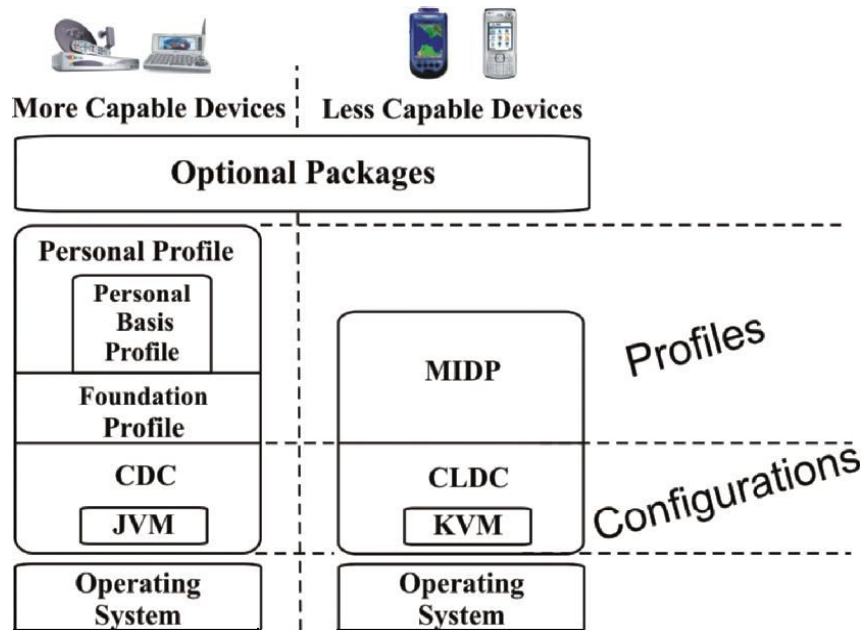 More Capable Devices
Less Capable Devices
Optional Packages
Personal Profile
Personal
Basis
Profile
Foundation
Profile
CDC
JVM
Operating
System
MIDP
CLDC
KVM
Operating
System
Profiles
Configurations